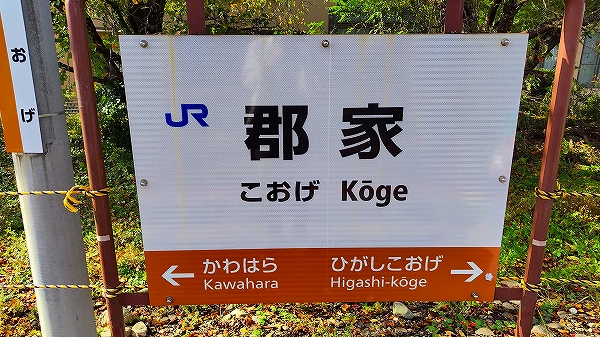 おげ
JR
郡家
こおげ Kōge
かわはら ひがしこおげ
← Kawahara Higashi-kōge →